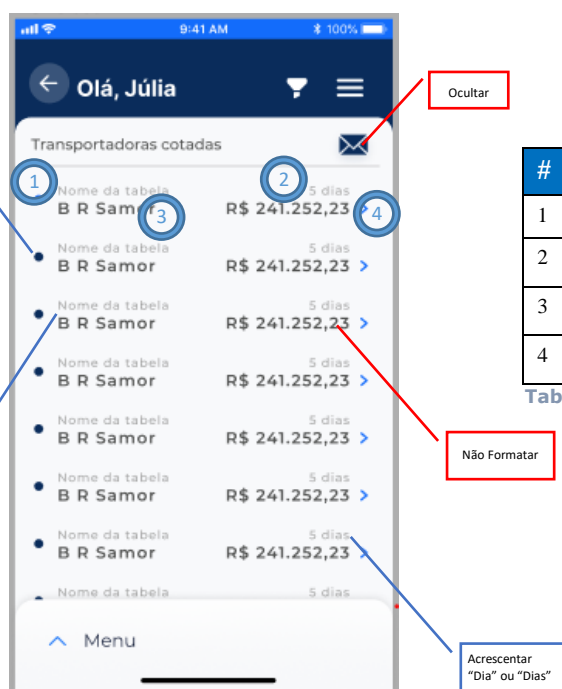 9:41 AM
100%
Olá, Júlia
Ocultar
Transportadoras cotadas
#
1
2
3
4
Tab
1
2
3
4
Nome da tabela
5 dias
B R Samor
R$ 241.252,23
Nome da tabela
5 dias
B R Samor
R$ 241.252,23
Nome da tabela
5 dias
B R Samor
R$ 241.252,23
Nome da tabela
5 dias
B R Samor
R$ 241.252,23
Nome da tabela
5 dias
B R Samor
R$ 241.252,23
Não Formatar
Nome da tabela
5 dias
B R Samor
R$ 241.252,23
Nome da tabela
5 dias
B R Samor
R$ 241.252,23
Nome da tabela
5 dias
Menu
Acrescentar
“Dia” ou “Dias”